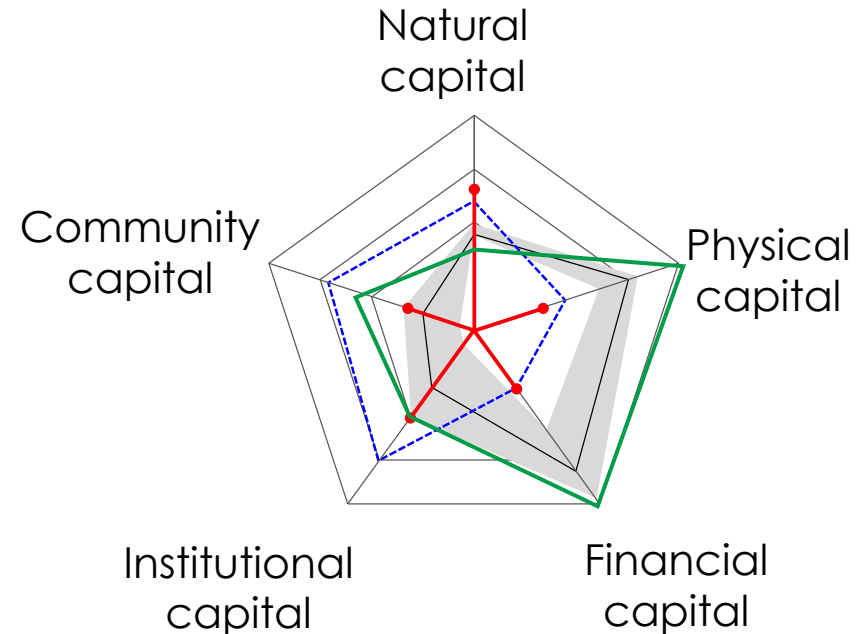 Natural
capital
Community
capital
Physical
capital
Institutional
capital
Financial
capital